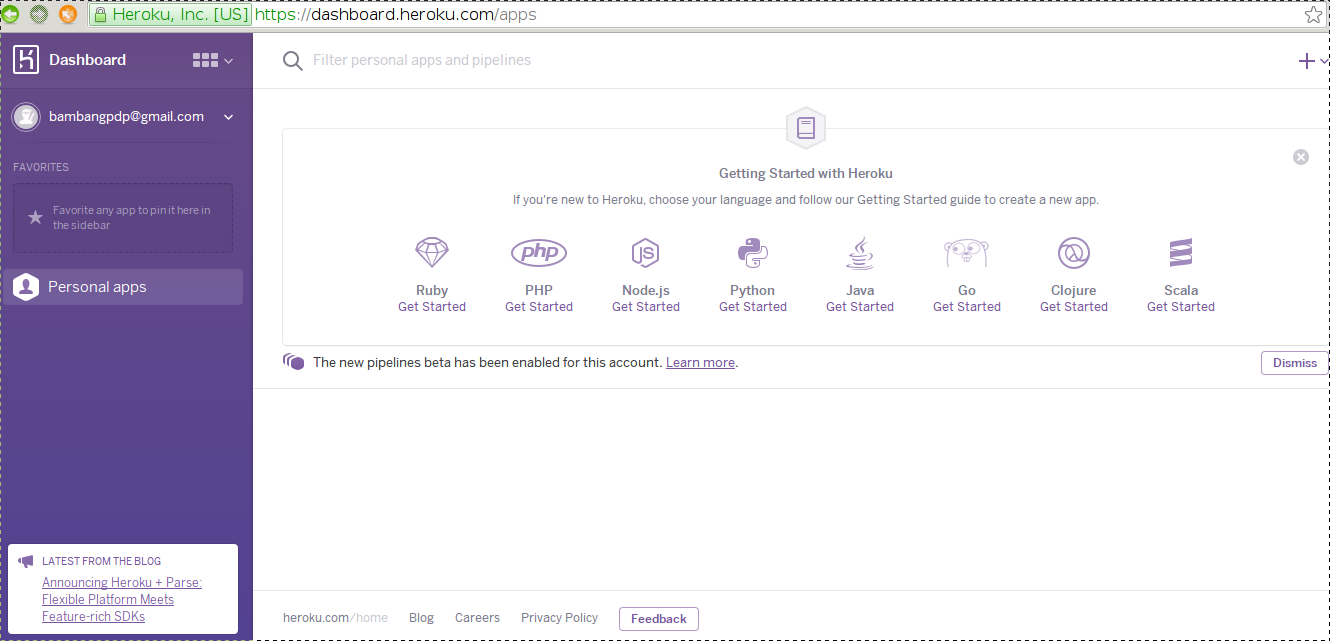 Heroku, Inc. [US] https://dashboard.heroku.com/apps
Dashboard
Filter personal apps and pipelines
bambangpdp@gmail.com
FAVORITES
Favorite any app to pin it here in
the sidebar
Personal apps
Getting Started with Heroku
If you're new to Heroku, choose your language and follow our Getting Started guide to create a new app.
php
JS
Ruby PHP Node.js Python Java Go Clojure Scala
Get Started Get Started Get Started Get Started Get Started Get Started Get Started Get Started
The new pipelines beta has been enabled for this account. Learn more. Dismiss
LATEST FROM THE BLOG
Announcing Heroku + Parse:
Flexible Platform Meets
Feature-rich SDKs
heroku.com/home Blog Careers Privacy Policy Feedback